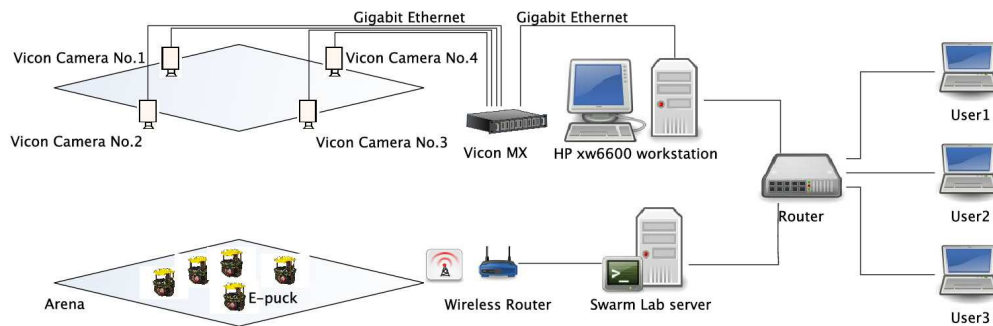 Gigabit Ethernet
Gigabit Ethernet
Vicon Camera No.1
Vicon Camera No.4
Vicon Camera No.2
Vicon Camera No.3
Vicon MX
HP xw6600 workstation
User1
Router
User2
Arena
E-puck
Wireless Router
>_
Swarm Lab server
User3